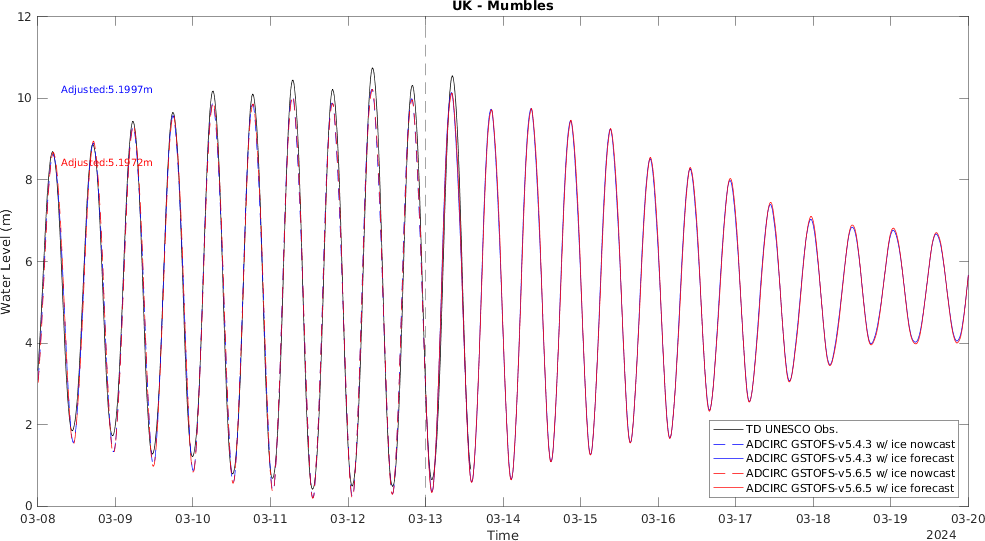 UK - Mumbles
12
10
8
6
4
2
0
Water Level (m)
Adjusted:5.1997m
Adjusted:5.1972m
TD UNESCO Obs.
ADCIRC GSTOFS-v5.4.3 w/ ice nowcast
ADCIRC GSTOFS-v5.4.3 w/ ice forecast
ADCIRC GSTOFS-v5.6.5 w/ ice nowcast
ADCIRC GSTOFS-v5.6.5 w/ ice forecast
03-08 03-09 03-10 03-11 03-12 03-13 03-14 03-15 03-16 03-17 03-18 03-19 03-20
Time
2024